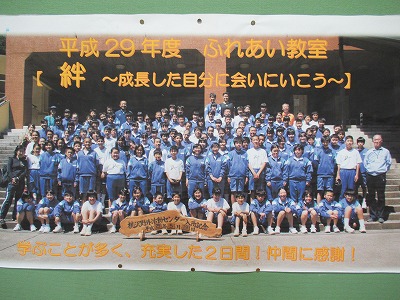 平成29年度 ふれあい教室
【 絆 ～成長した自分に会いにいこう～】
学ぶことが多く、充実した2日間！仲間に感謝！